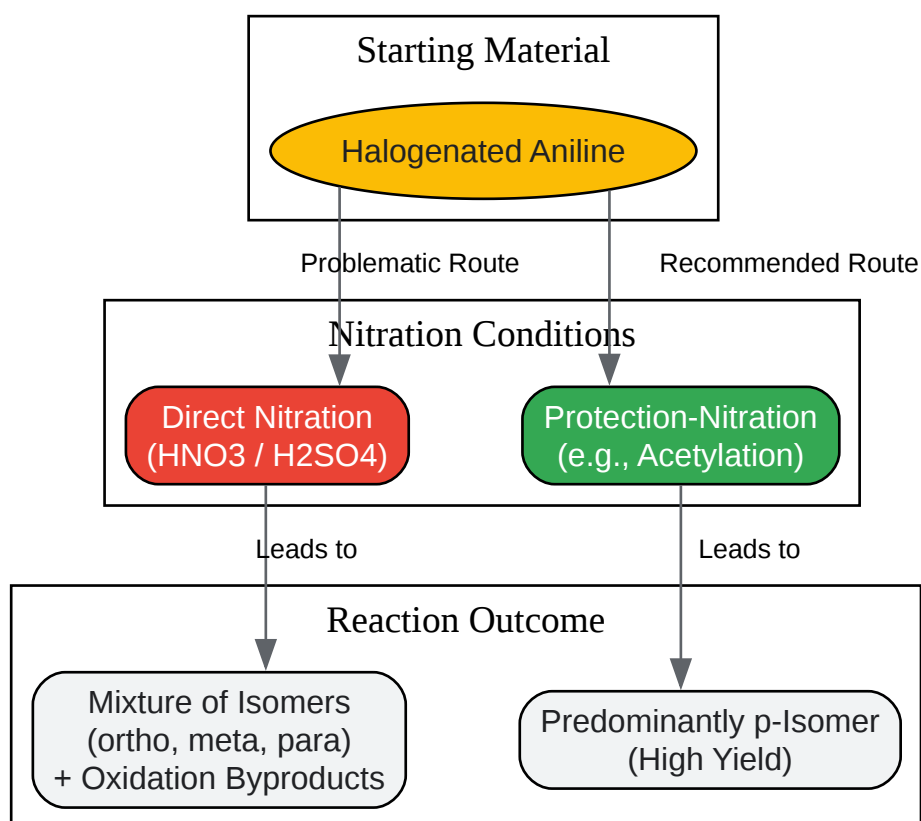 Starting Material
Halogenated Aniline
Problematic Route
Recommended Route
Nitration Conditions
Direct Nitration
(HNO3 / H2SO4)
Protection-Nitration
(e.g., Acetylation)
Leads to
Leads to
Reaction Outcome
Mixture of Isomers
(ortho, meta, para)
+ Oxidation Byproducts
Predominantly p-Isomer
(High Yield)